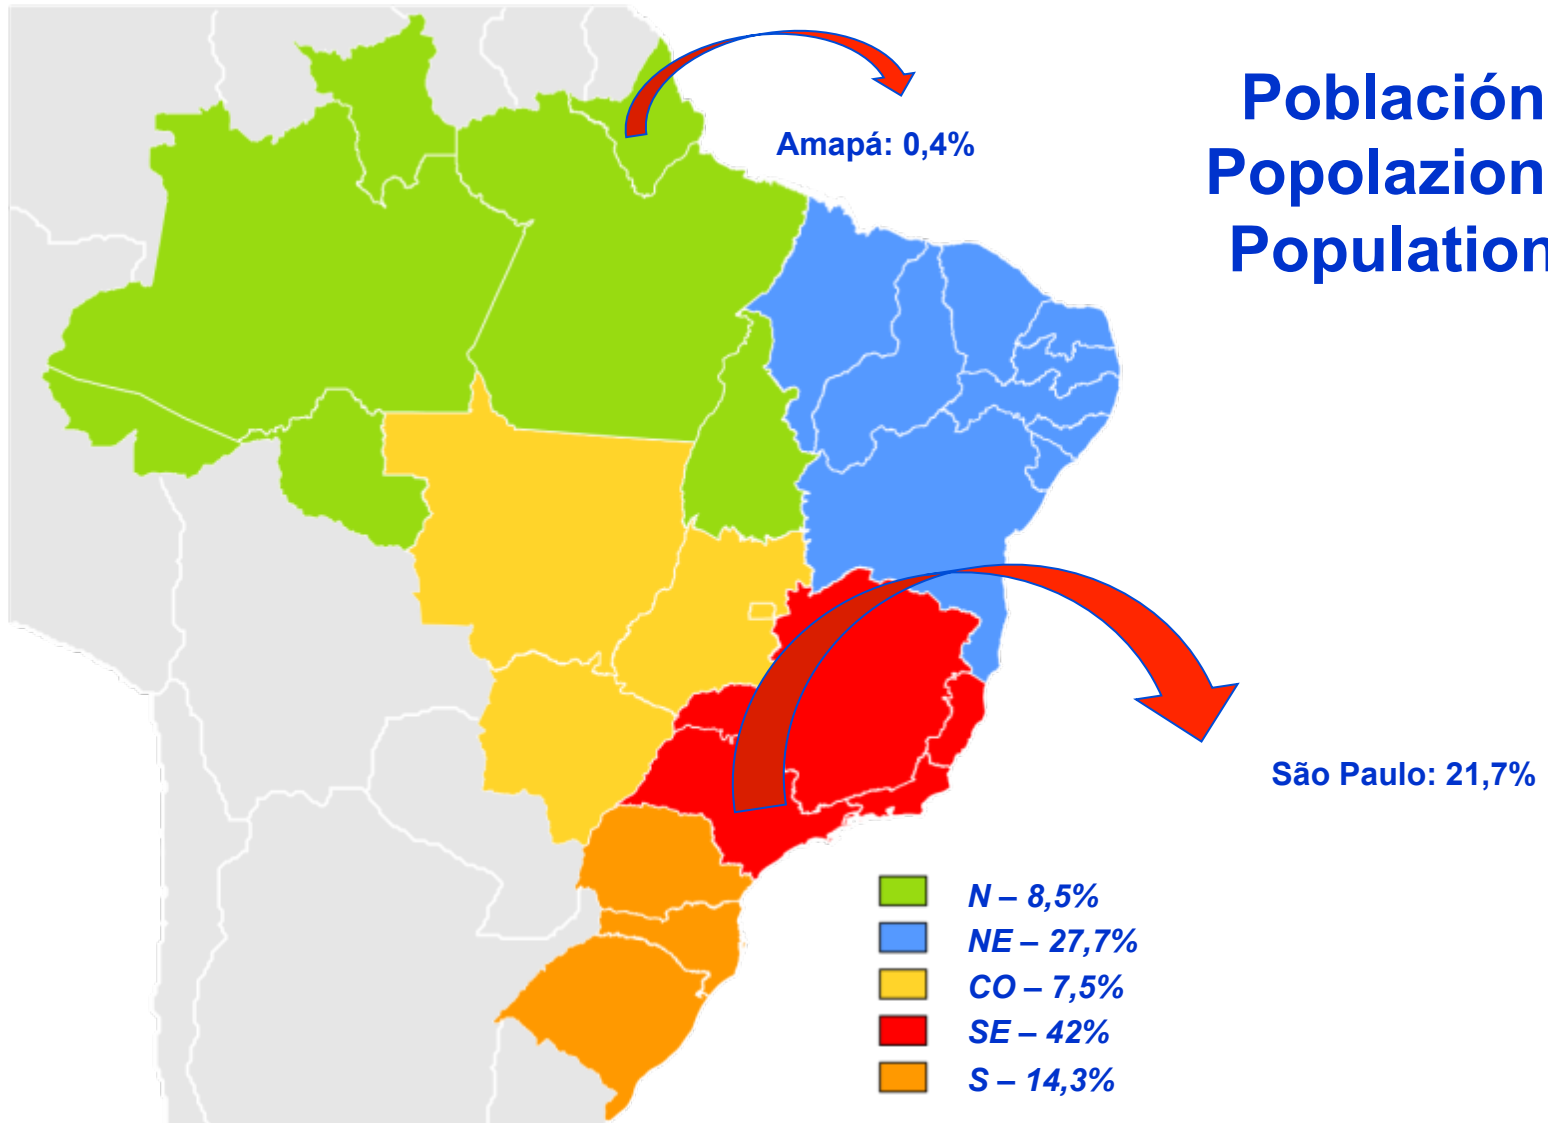 Población
Popolazion
Population
Amapá: 0,4%
São Paulo: 21,7%
N – 8,5%
NE – 27,7%
CO – 7,5%
SE – 42%
S – 14,3%